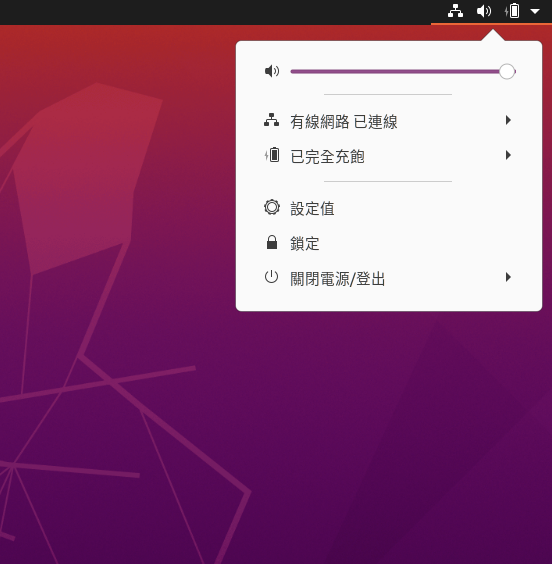 有線網路 已連線
已完全充飽
設定值
鎖定
關閉電源/登出